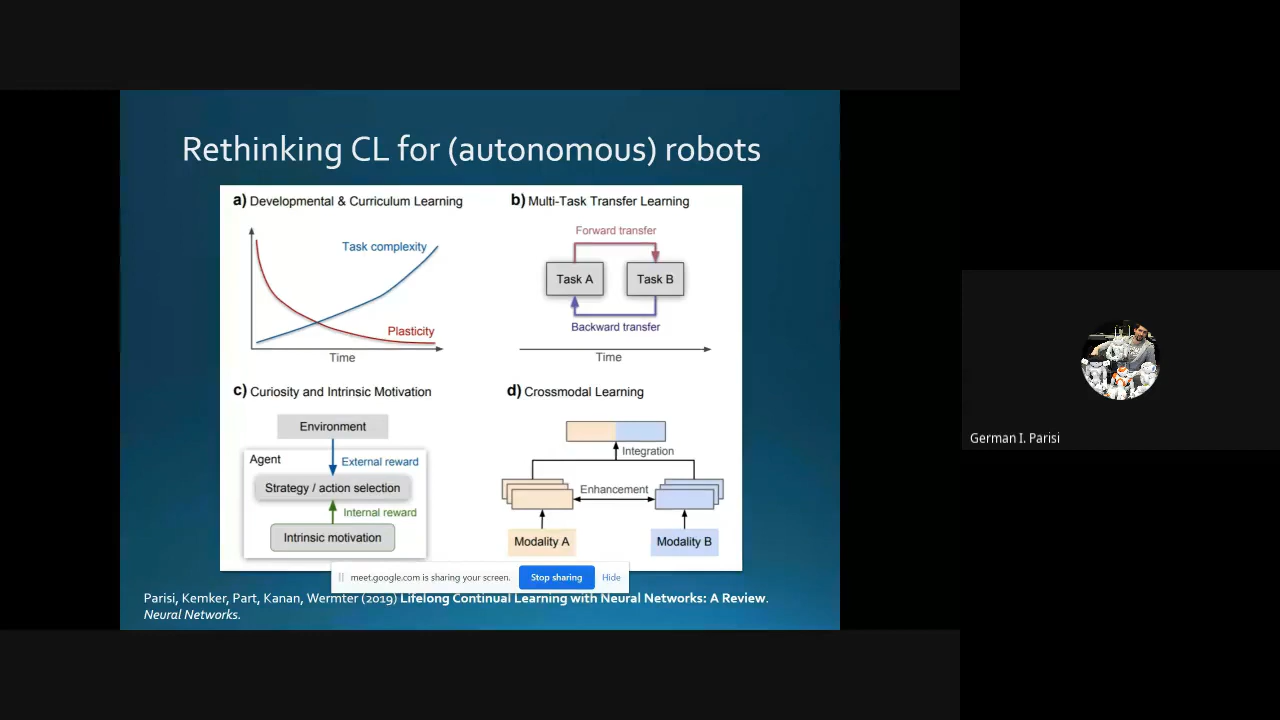 Rethinking CL for (autonomous) robots
a) Developmental & Curriculum Learning
Task complexity
Plasticity
Time
b) Multi-Task Transfer Learning
Forward transfer
Task A
Task B
Backward transfer
Time
c) Curiosity and Intrinsic Motivation
Environment
Agent
External reward
Strategy / action selection
Internal reward
Intrinsic motivation
d) Crossmodal Learning
Integration
Enhancement
Modality A
Modality B
meet.google.com is sharing your screen.
Stop sharing
Hide
Parisi, Kemker, Part, Kanan, Wermter (2019) Lifelong Continual Learning with Neural Networks: A Review.
Neural Networks.
German I. Parisi